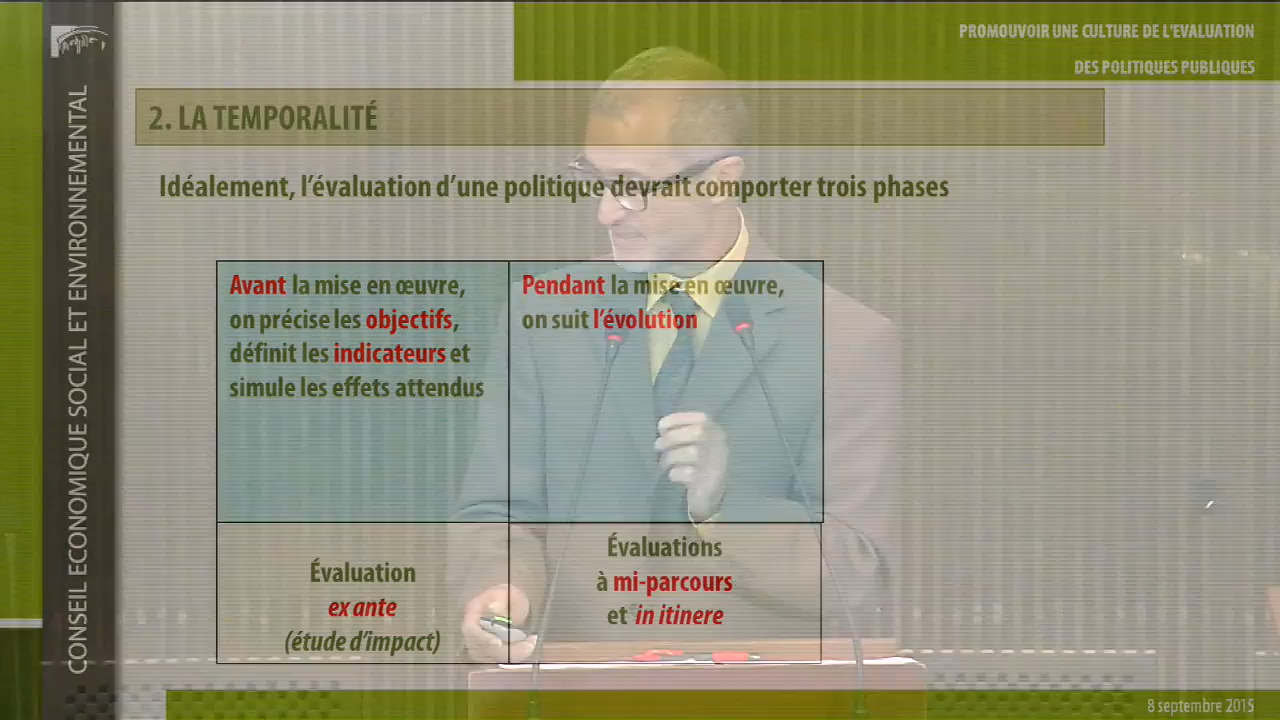 PROMOUVOIR UNE CULTURE DE L'EVALUATION
DES POLITIQUES PUBLIQUES
CONSEIL ECONOMIQUE SOCIAL ET ENVIRONNEMENTAL
2. LA TEMPORALITÉ
Idéalement, l'évaluation d'une politique devrait comporter trois phases
Avant la mise en œuvre,
on précise les objectifs,
définit les indicateurs et
simule les effets attendus
Pendant la mise en œuvre,
on suit l'évolution
Évaluation
ex ante
(étude d'impact)
Évaluations
à mi-parcours
et in itinere
8 septembre 2015